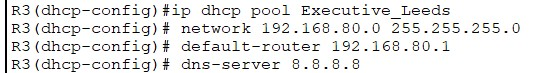 R3(dhcp-config)#ip dhcp pool Executive_Leeds
R3(dhcp-config)# network 192.168.80.0 255.255.255.0
R3(dhcp-config)# default-router 192.168.80.1
R3(dhcp-config)# dns-server 8.8.8.8